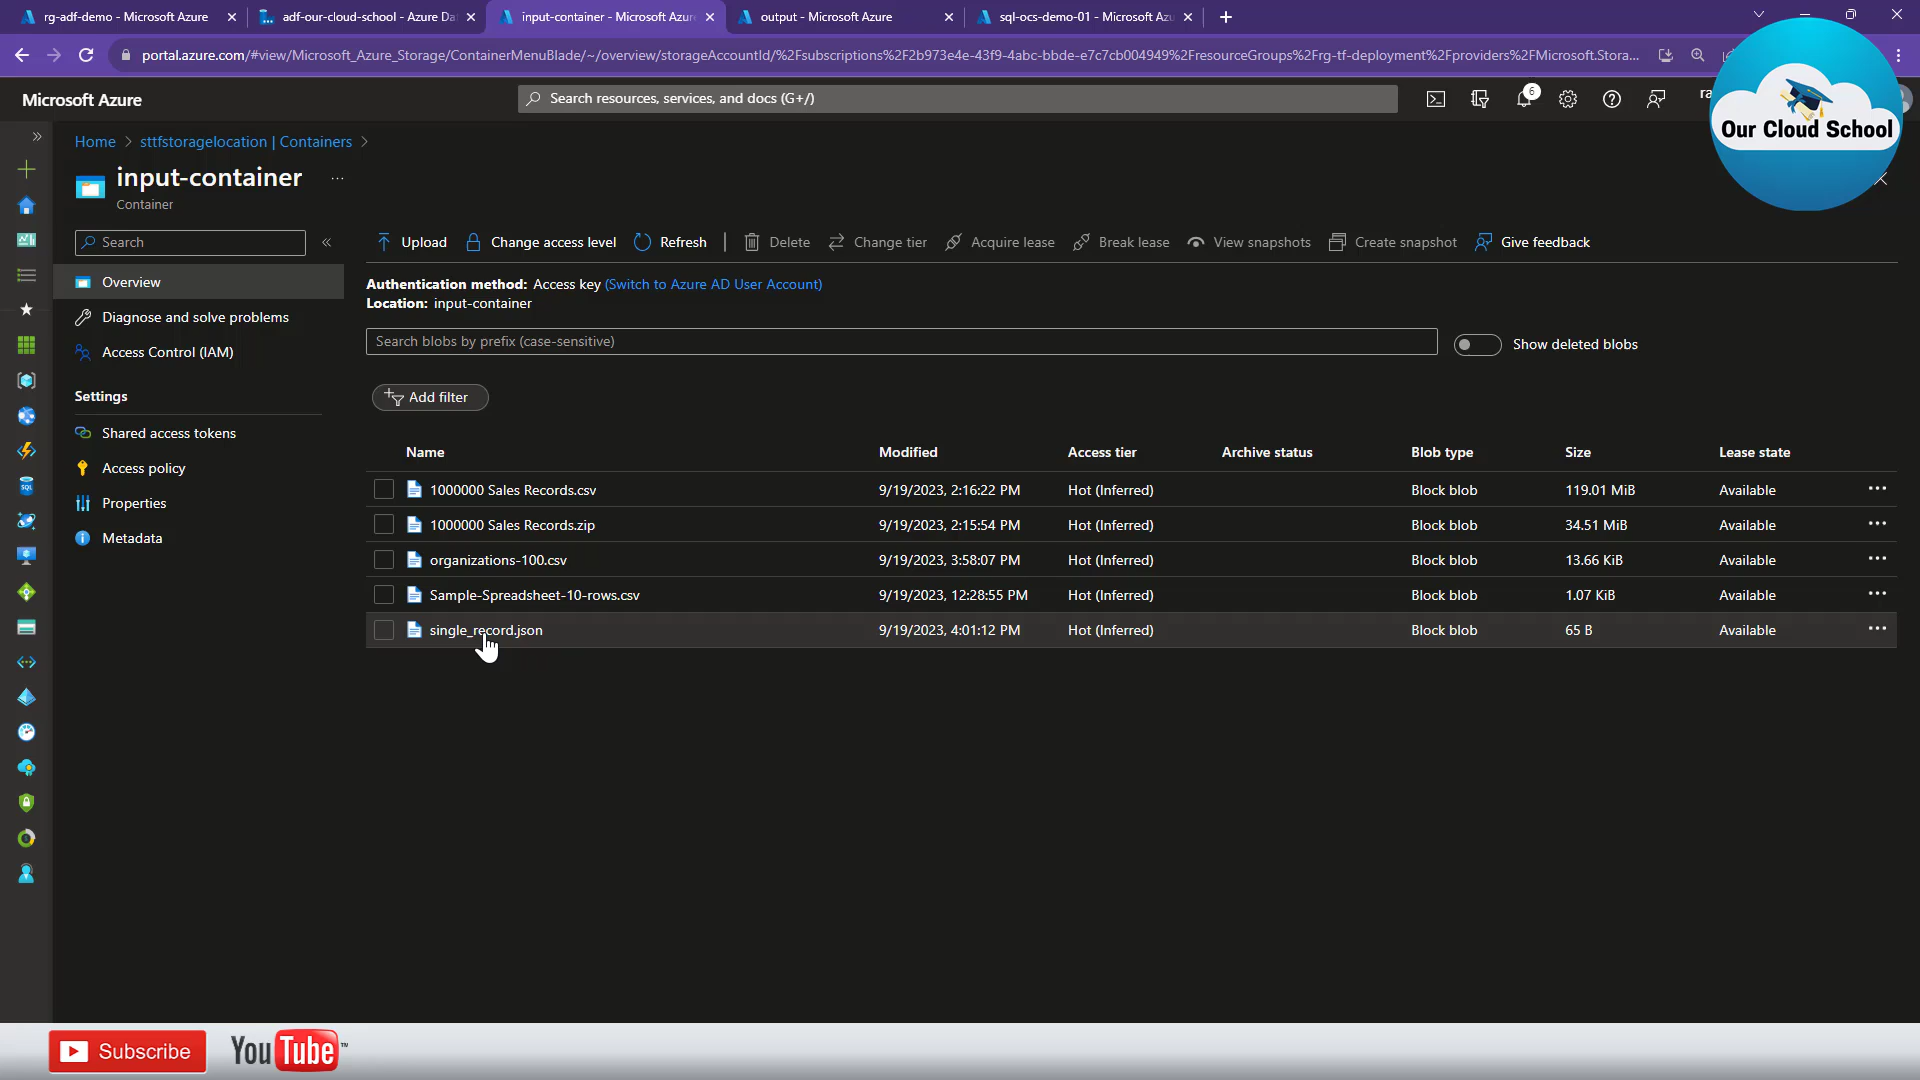 rg-adf-demo - Microsoft Azure
adf-our-cloud-school - Azure Da
input-container - Microsoft Azure
output - Microsoft Azure
sql-ocs-demo-01 - Microsoft Azu
portal.azure.com/#view/Microsoft_Azure_Storage/ContainerMenuBlade/~/overview/storageAccountId/%2Fsubscriptions%2F2b973e4e-43f9-4abc-bbde-e7c7cb004949%2FresourceGroups%2Frg-tf-deployment%2Fproviders%2FMicrosoft.Stora...
Microsoft Azure
Search resources, services, and docs (G+/)
6
ra
Our Cloud School
Home > sttfstoragelocation | Containers >
input-container
Container
Search
Upload
Change access level
Refresh
Delete
Change tier
Acquire lease
Break lease
View snapshots
Create snapshot
Give feedback
Overview
Diagnose and solve problems
Access Control (IAM)
Settings
Shared access tokens
Access policy
Properties
Metadata
Authentication method: Access key (Switch to Azure AD User Account)
Location: input-container
Search blobs by prefix (case-sensitive)
Show deleted blobs
Add filter
Name Modified Access tier Archive status Blob type Size Lease state
1000000 Sales Records.csv 9/19/2023, 2:16:22 PM Hot (Inferred) Block blob 119.01 MiB Available
1000000 Sales Records.zip 9/19/2023, 2:15:54 PM Hot (Inferred) Block blob 34.51 MiB Available
organizations-100.csv 9/19/2023, 3:58:07 PM Hot (Inferred) Block blob 13.66 KiB Available
Sample-Spreadsheet-10-rows.csv 9/19/2023, 12:28:55 PM Hot (Inferred) Block blob 1.07 KiB Available
single_record.json 9/19/2023, 4:01:12 PM Hot (Inferred) Block blob 65 B Available
SQL
Subscribe
YouTube ™